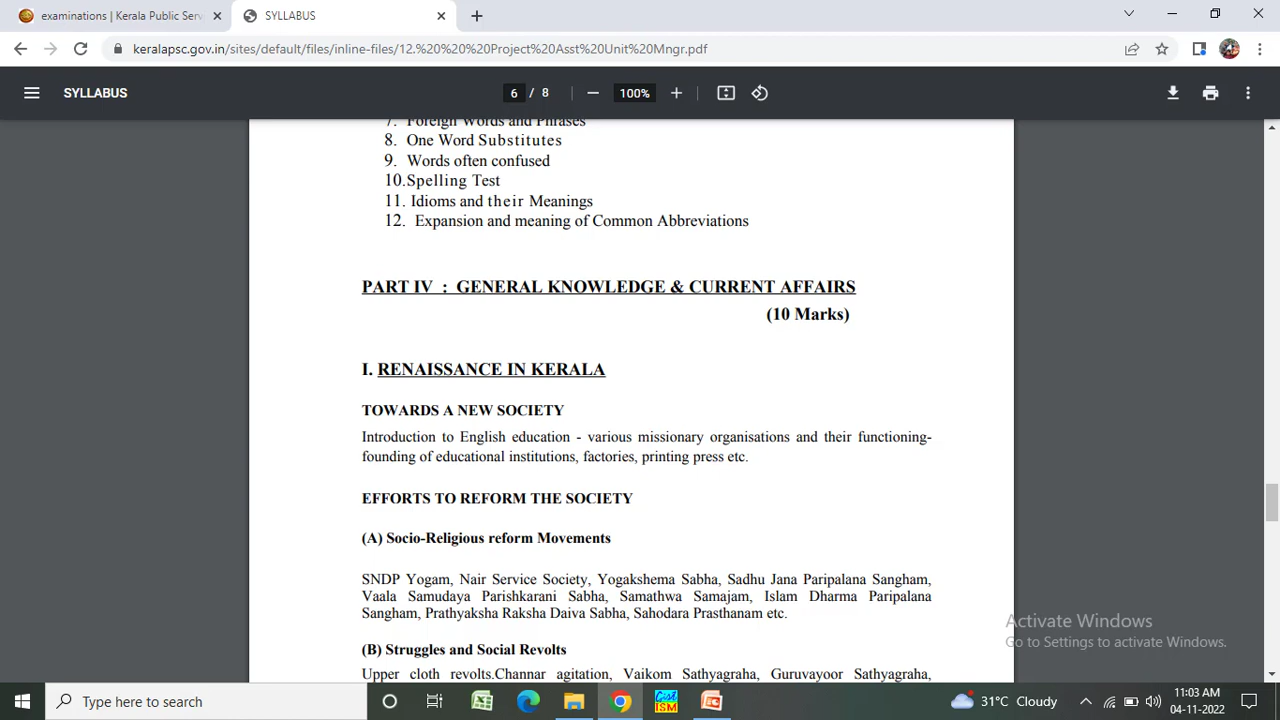 examinations | Kerala Public Serv
SYLLABUS
keralapsc.gov.in/sites/default/files/inline-files/12.%20%20%20Project%20Asst%20Unit%20Mngr.pdf
SYLLABUS
6 / 8
100%
7. Foreign Words and Phrases
8. One Word Substitutes
9. Words often confused
10.Spelling Test
11. Idioms and their Meanings
12. Expansion and meaning of Common Abbreviations
PART IV : GENERAL KNOWLEDGE & CURRENT AFFAIRS
(10 Marks)
I. RENAISSANCE IN KERALA
TOWARDS A NEW SOCIETY
Introduction to English education - various missionary organisations and their functioning-
founding of educational institutions, factories, printing press etc.
EFFORTS TO REFORM THE SOCIETY
(A) Socio-Religious reform Movements
SNDP Yogam, Nair Service Society, Yogakshema Sabha, Sadhu Jana Paripalana Sangham,
Vaala Samudaya Parishkarani Sabha, Samathwa Samajam, Islam Dharma Paripalana
Sangham, Prathyaksha Raksha Daiva Sabha, Sahodara Prasthanam etc.
(B) Struggles and Social Revolts
Upper cloth revolts.Channar agitation, Vaikom Sathyagraha, Guruvayoor Sathyagraha,
Activate Windows
Go to Settings to activate Windows.
Type here to search
Gist
ISM
31°C Cloudy
11:03 AM
04-11-2022